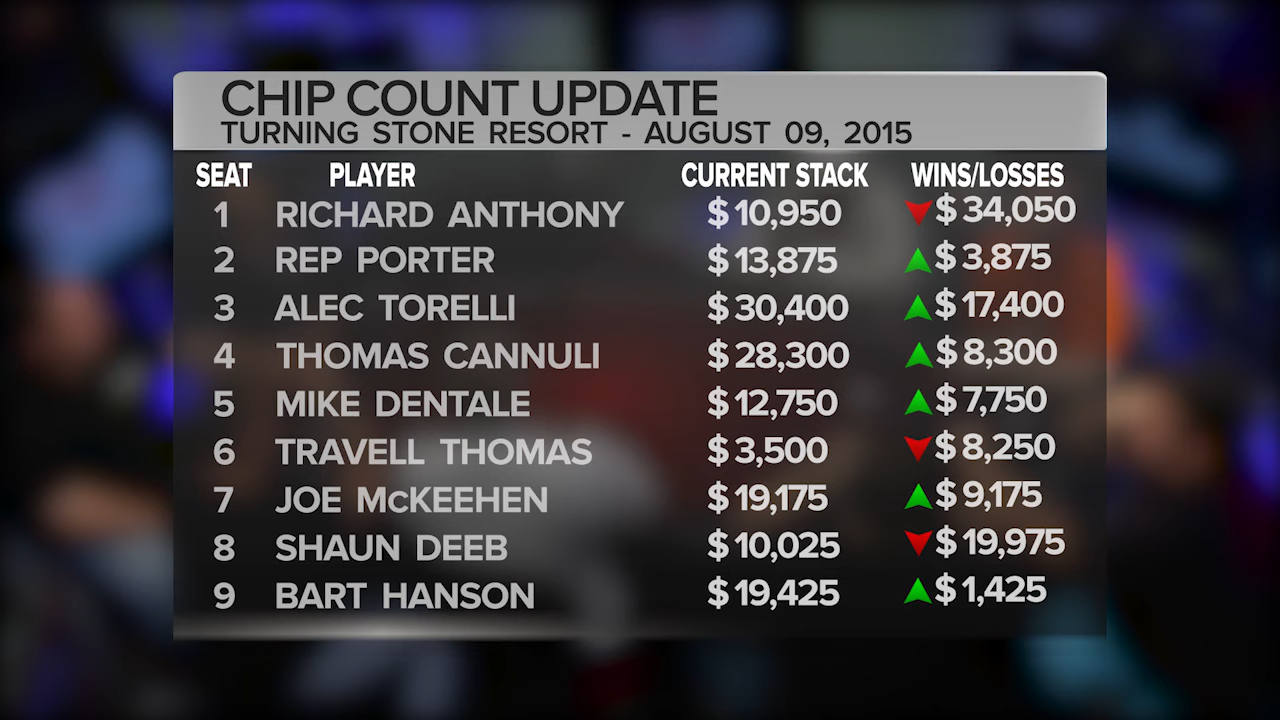 CHIP COUNT UPDATE
TURNING STONE RESORT - AUGUST 09, 2015
SEAT PLAYER CURRENT STACK WINS/LOSSES
1 RICHARD ANTHONY $10,950 $34,050
2 REP PORTER $13,875 $3,875
3 ALEC TORELLI $30,400 $17,400
4 THOMAS CANNULI $28,300 $8,300
5 MIKE DENTALE $12,750 $7,750
6 TRAVELL THOMAS $3,500 $8,250
7 JOE McKEEHEN $19,175 $9,175
8 SHAUN DEEB $10,025 $19,975
9 BART HANSON $19,425 $1,425